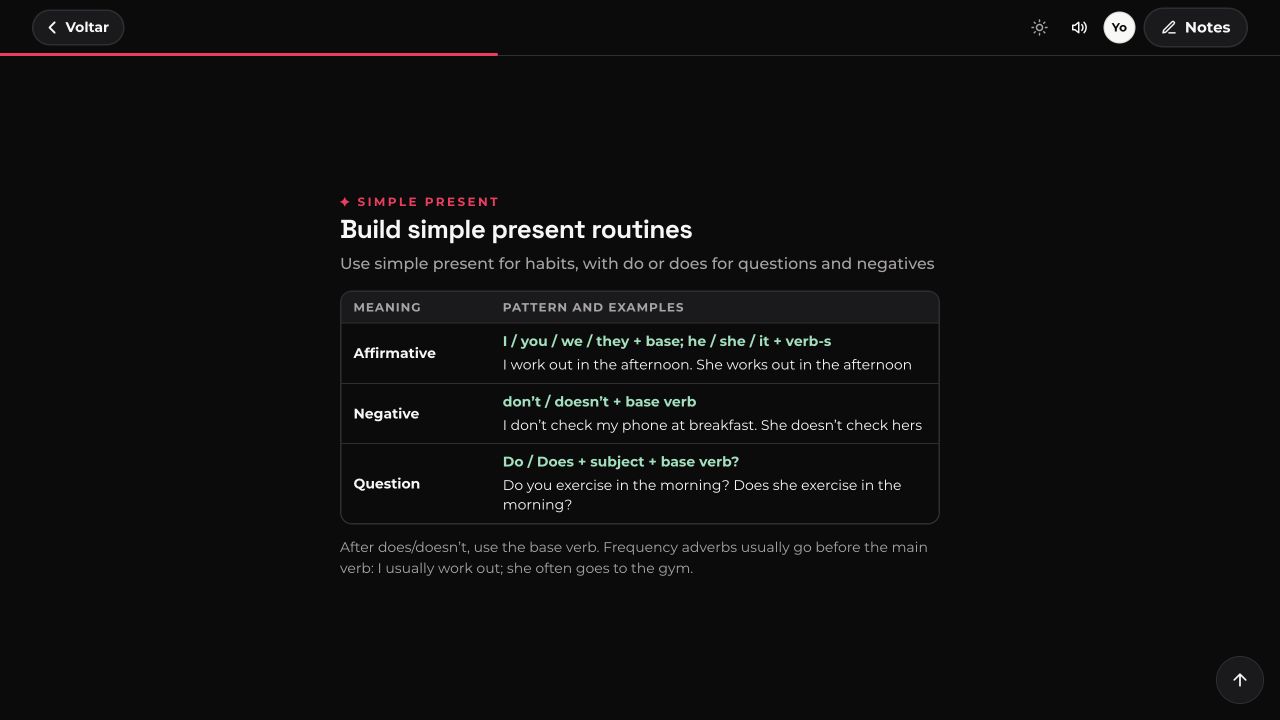 Voltar
Yo
Notes
SIMPLE PRESENT
Build simple present routines
Use simple present for habits, with do or does for questions and negatives
MEANING PATTERN AND EXAMPLES
Affirmative
I / you / we / they + base; he / she / it + verb-s
I work out in the afternoon. She works out in the afternoon
Negative
don’t / doesn’t + base verb
I don’t check my phone at breakfast. She doesn’t check hers
Question
Do / Does + subject + base verb?
Do you exercise in the morning? Does she exercise in the
morning?
After does/doesn’t, use the base verb. Frequency adverbs usually go before the main
verb: I usually work out; she often goes to the gym.